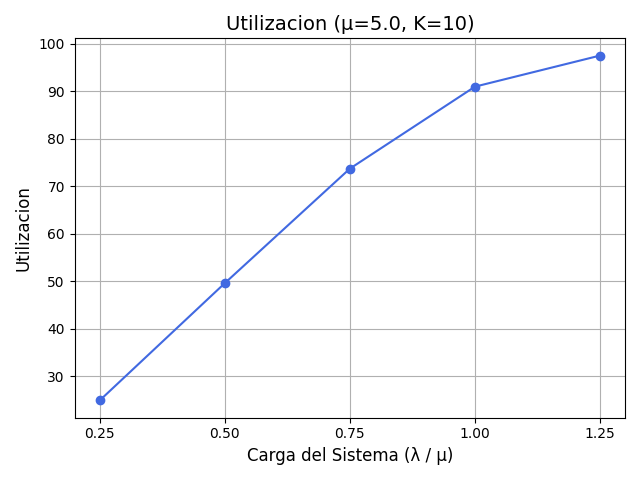 Utilizacion (μ=5.0, K=10)
Utilizacion
100
90
80
70
60
50
40
30
0.25 0.50 0.75 1.00 1.25
Carga del Sistema (λ / μ)